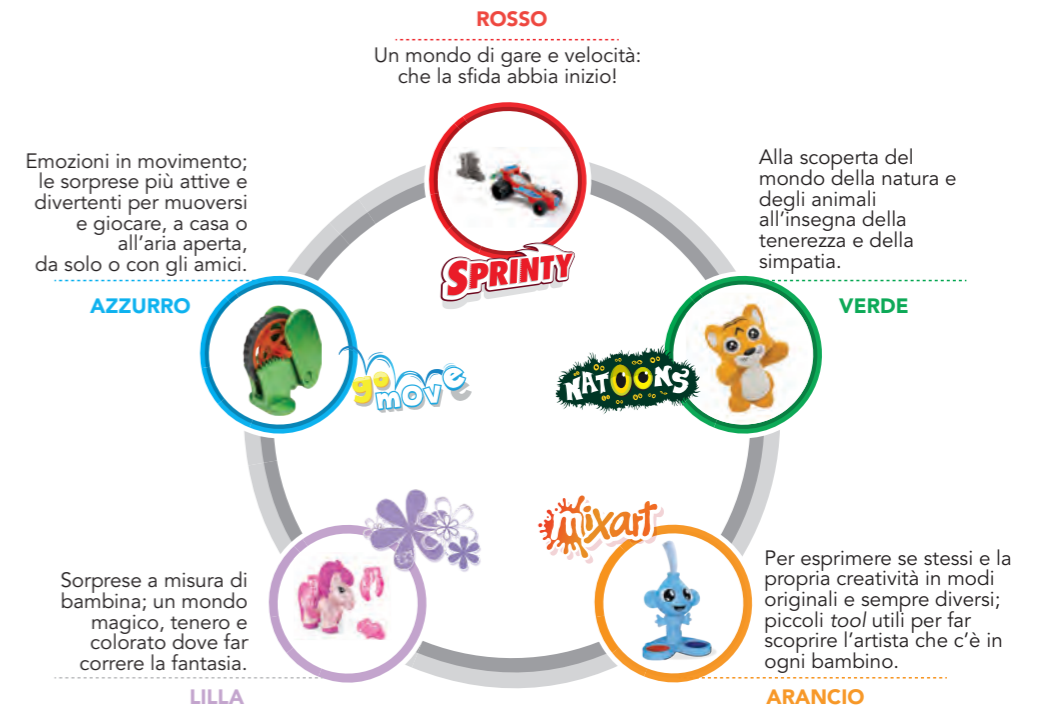 ROSSO
Un mondo di gare e velocità:
che la sfida abbia inizio!
SPRINTY
Emozioni in movimento;
le sorprese più attive e
divertenti per muoversi
e giocare, a casa o
all'aria aperta,
da solo o con gli amici.
AZZURRO
go
move
Alla scoperta del
mondo della natura e
degli animali
all'insegna della
tenerezza e della
simpatia.
VERDE
NATOONS
Sorprese a misura di
bambina; un mondo
magico, tenero e
colorato dove far
correre la fantasia.
LILLA
mixart
Per esprimere se stessi e la
propria creatività in modi
originali e sempre diversi;
piccoli tool utili per far
scoprire l'artista che c'è in
ogni bambino.
ARANCIO